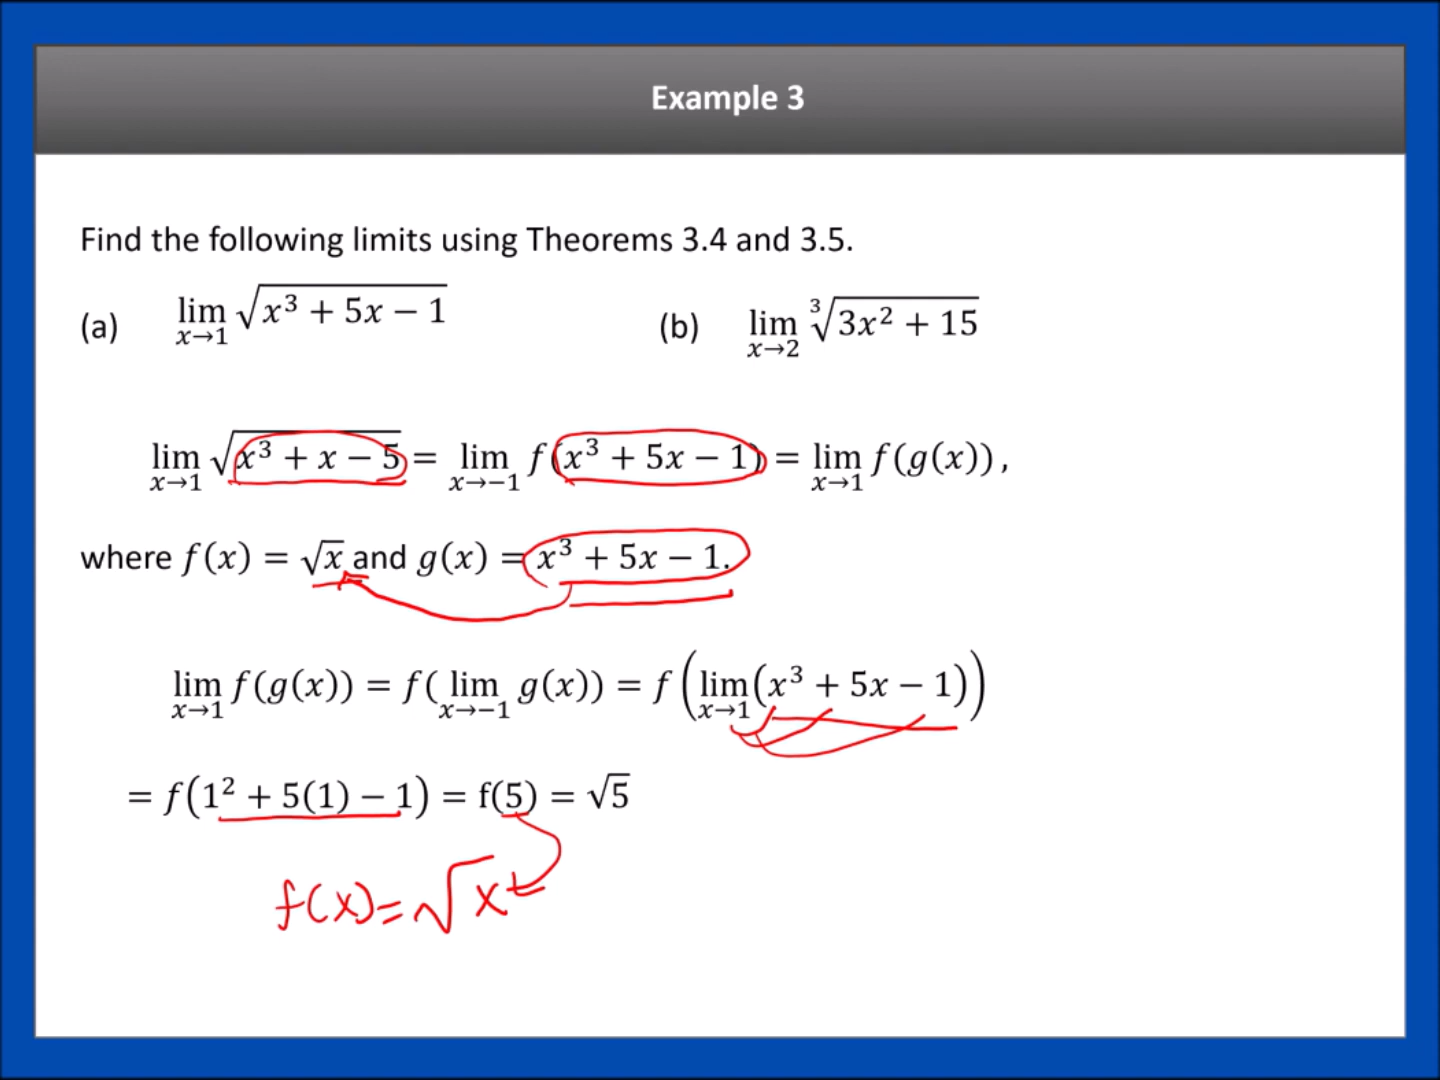 Example 3
Find the following limits using Theorems 3.4 and 3.5.
(a) lim x→1 √(x³ + 5x − 1) (b) lim x→2 ∛(3x² + 15)
lim x→1 √(x³ + x − 5) = lim x→−1 f(x³ + 5x − 1) = lim x→1 f(g(x)),
where f(x) = √x and g(x) = x³ + 5x − 1.
lim x→1 f(g(x)) = f(lim x→−1 g(x)) = f(lim x→1 (x³ + 5x − 1))
= f(1² + 5(1) − 1) = f(5) = √5
f(x) = √x